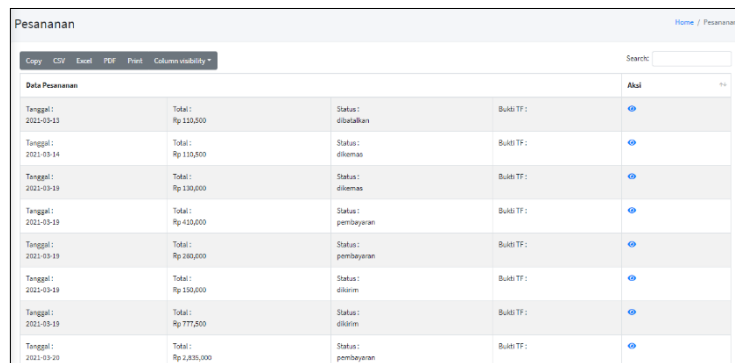 Pesananan
Home / Pesananan
Copy CSV Excel PDF Print Column visibility
Search:
Data Pesananan Aksi
Tanggal : Total : Status : Bukti TF :
2021-03-13 Rp 110,500 dibatalkan
Tanggal : Total : Status : Bukti TF :
2021-03-14 Rp 110,500 dikemas
Tanggal : Total : Status : Bukti TF :
2021-03-19 Rp 130,000 dikemas
Tanggal : Total : Status : Bukti TF :
2021-03-19 Rp 410,000 pembayaran
Tanggal : Total : Status : Bukti TF :
2021-03-19 Rp 260,000 pembayaran
Tanggal : Total : Status : Bukti TF :
2021-03-19 Rp 150,000 dikirim
Tanggal : Total : Status : Bukti TF :
2021-03-19 Rp 777,500 dikirim
Tanggal : Total : Status : Bukti TF :
2021-03-20 Rp 2,835,000 pembayaran